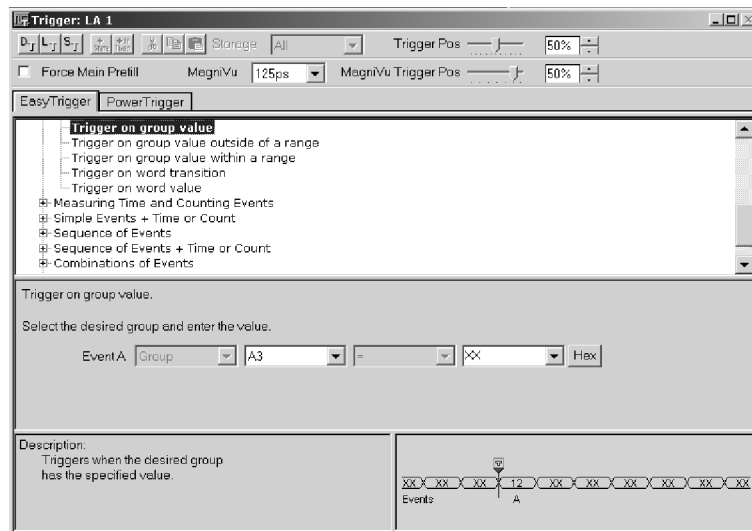 Trigger: LA 1
Storage All Trigger Pos 50%
Force Main Prefill MagniVu 125ps MagniVu Trigger Pos 50%
EasyTrigger PowerTrigger
Trigger on group value
Trigger on group value outside of a range
Trigger on group value within a range
Trigger on word transition
Trigger on word value
Measuring Time and Counting Events
Simple Events + Time or Count
Sequence of Events
Sequence of Events + Time or Count
Combinations of Events
Trigger on group value.
Select the desired group and enter the value.
Event A Group A3 = XX Hex
Description:
Triggers when the desired group
has the specified value.
XX XX XX 12 XX XX XX XX XX XX
Events A